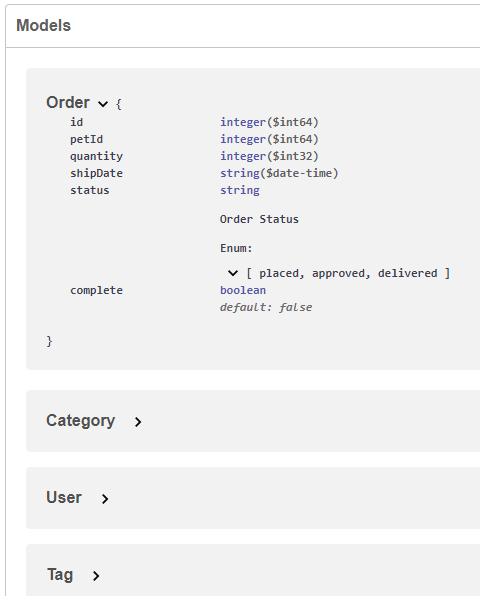 Models
Order {
id integer($int64)
petId integer($int64)
quantity integer($int32)
shipDate string($date-time)
status string
Order Status
Enum:
[ placed, approved, delivered ]
complete boolean
default: false
}
Category
User
Tag